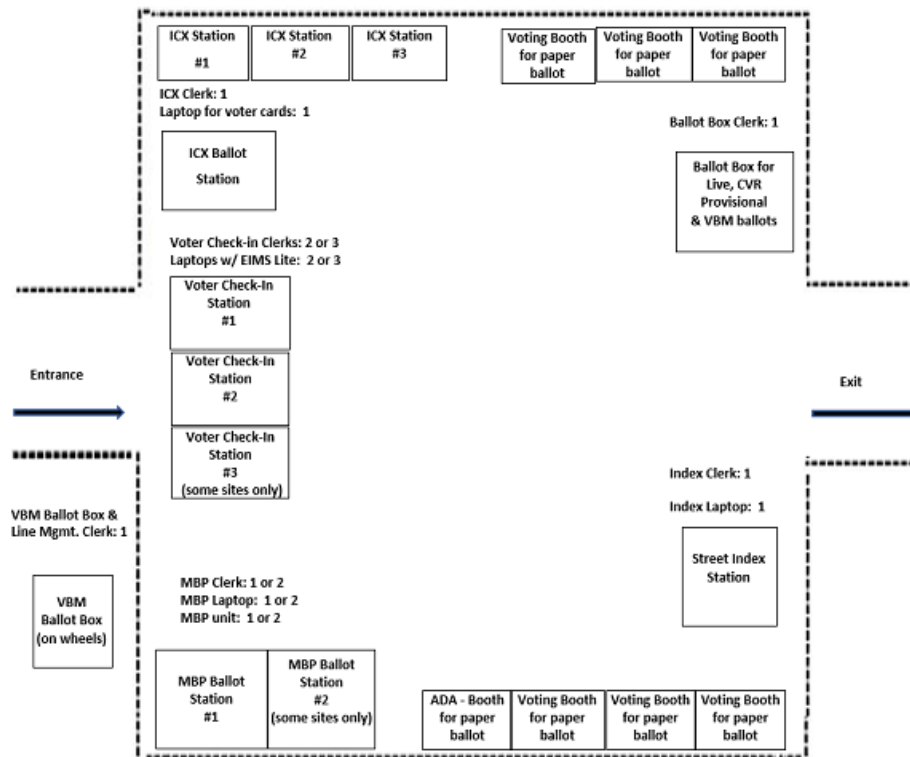 ICX Station
#1
ICX Station
#2
ICX Station
#3
Voting Booth
for paper
ballot
Voting Booth
for paper
ballot
Voting Booth
for paper
ballot
ICX Clerk: 1
Laptop for voter cards: 1
Ballot Box Clerk: 1
ICX Ballot
Station
Ballot Box for
Live, CVR
Provisional
& VBM ballots
Voter Check-in Clerks: 2 or 3
Laptops w/ EIMS Lite: 2 or 3
Voter Check-In
Station
#1
Voter Check-In
Station
#2
Voter Check-In
Station
#3
(some sites only)
Entrance
Exit
VBM Ballot Box &
Line Mgmt. Clerk: 1
VBM
Ballot Box
(on wheels)
Index Clerk: 1
Index Laptop: 1
Street Index
Station
MBP Clerk: 1 or 2
MBP Laptop: 1 or 2
MBP unit: 1 or 2
MBP Ballot
Station
#1
MBP Ballot
Station
#2
(some sites only)
ADA - Booth
for paper
ballot
Voting Booth
for paper
ballot
Voting Booth
for paper
ballot
Voting Booth
for paper
ballot